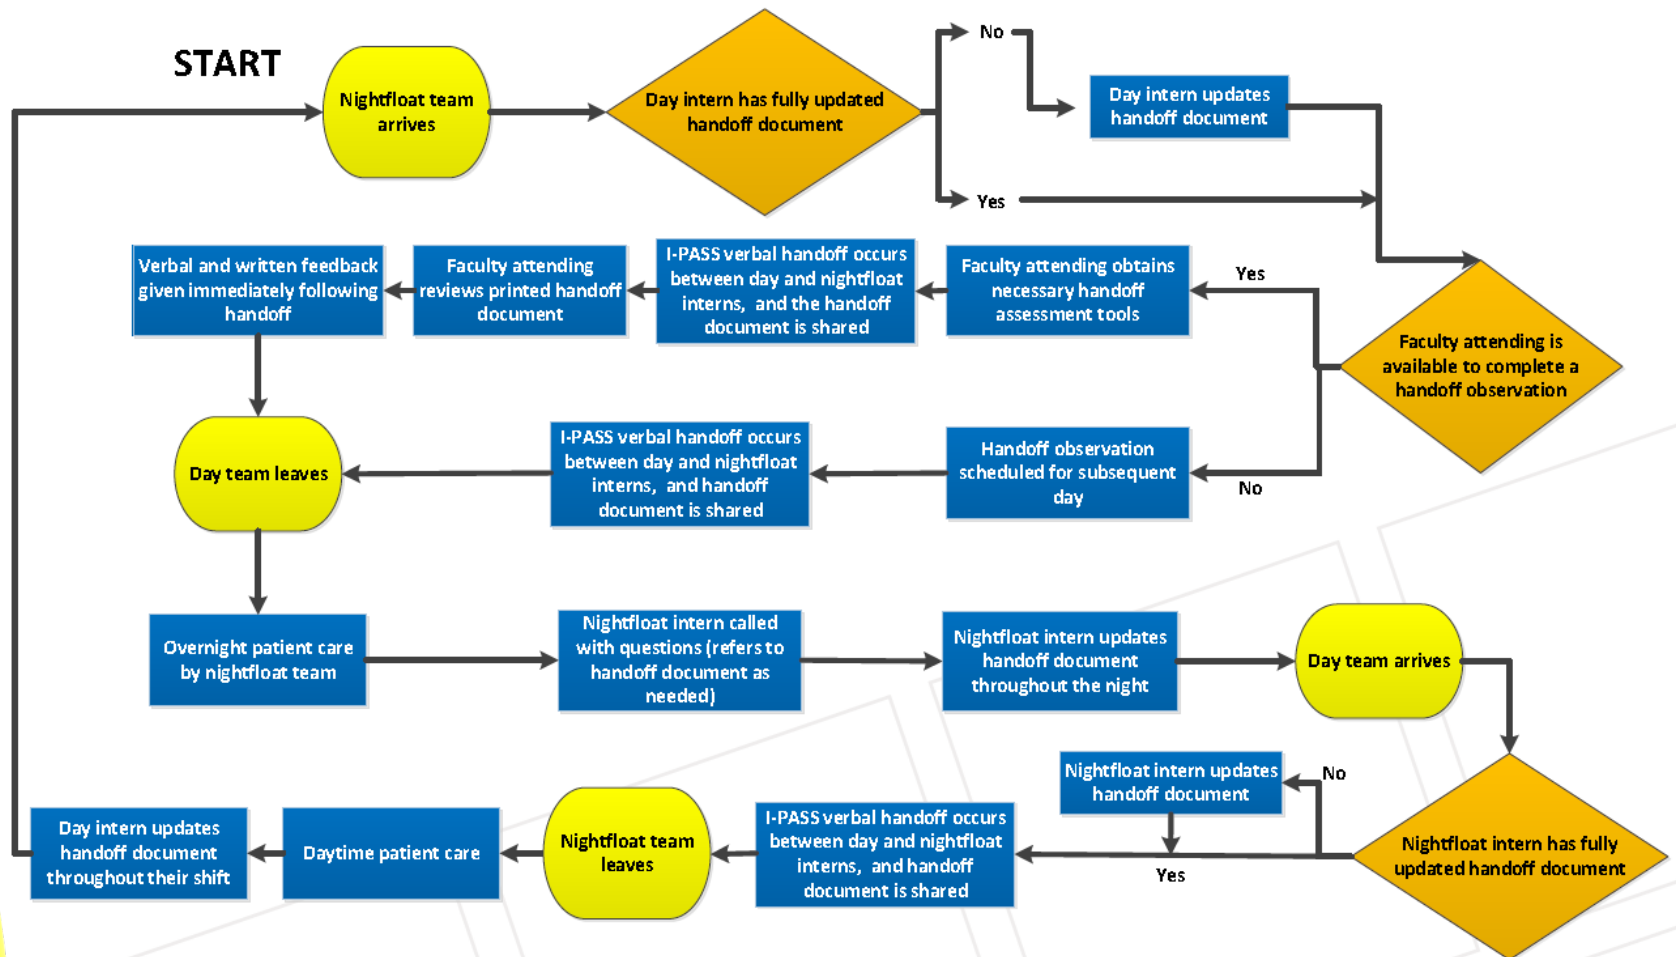 START
Nightfloat team
arrives
Day intern has fully updated
handoff document
No
Day intern updates
handoff document
Yes
Verbal and written feedback
given immediately following
handoff
Faculty attending
reviews printed handoff
document
I-PASS verbal handoff occurs
between day and nightfloat
interns, and the handoff
document is shared
Faculty attending obtains
necessary handoff
assessment tools
Yes
Faculty attending is
available to complete a
handoff observation
Day team leaves
I-PASS verbal handoff occurs
between day and nightfloat
interns, and handoff
document is shared
Handoff observation
scheduled for subsequent
day
No
Overnight patient care
by nightfloat team
Nightfloat intern called
with questions (refers to
handoff document as
needed)
Nightfloat intern updates
handoff document
throughout the night
Day team arrives
Nightfloat intern updates
handoff document
No
Day intern updates
handoff document
throughout their shift
Daytime patient care
Nightfloat team
leaves
I-PASS verbal handoff occurs
between day and nightfloat
interns, and handoff
document is shared
Yes
Nightfloat intern has fully
updated handoff document